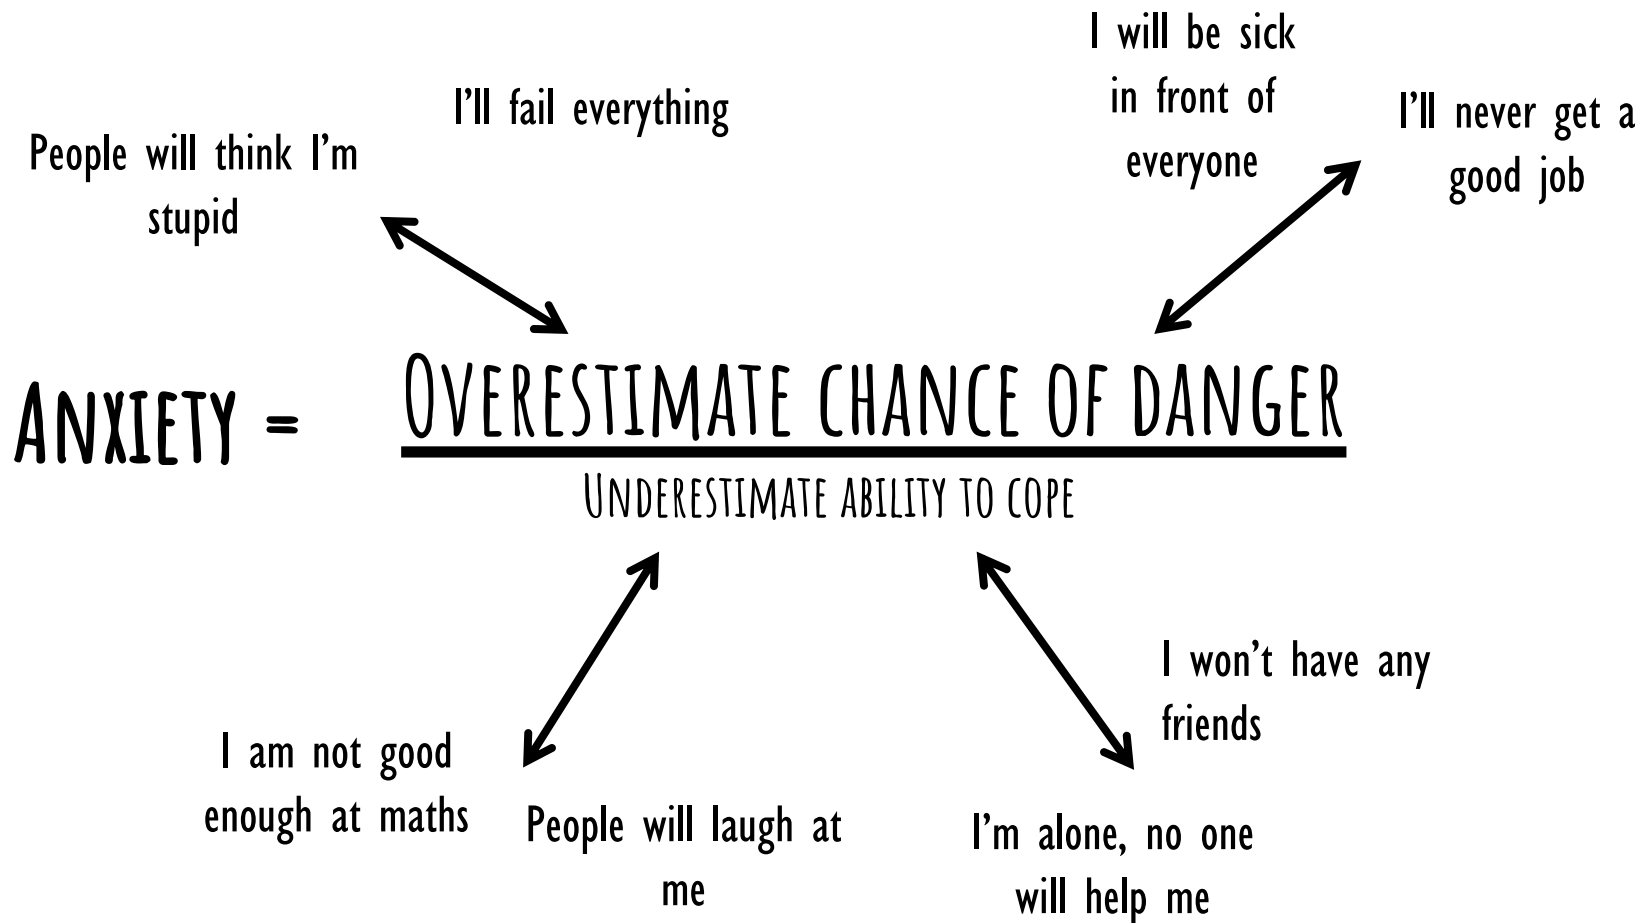 I'll fail everything
People will think I'm
stupid
I will be sick
in front of
everyone
I'll never get a
good job
Anxiety =
Overestimate chance of danger
Underestimate ability to cope
I am not good
enough at maths
People will laugh at
me
I won't have any
friends
I'm alone, no one
will help me